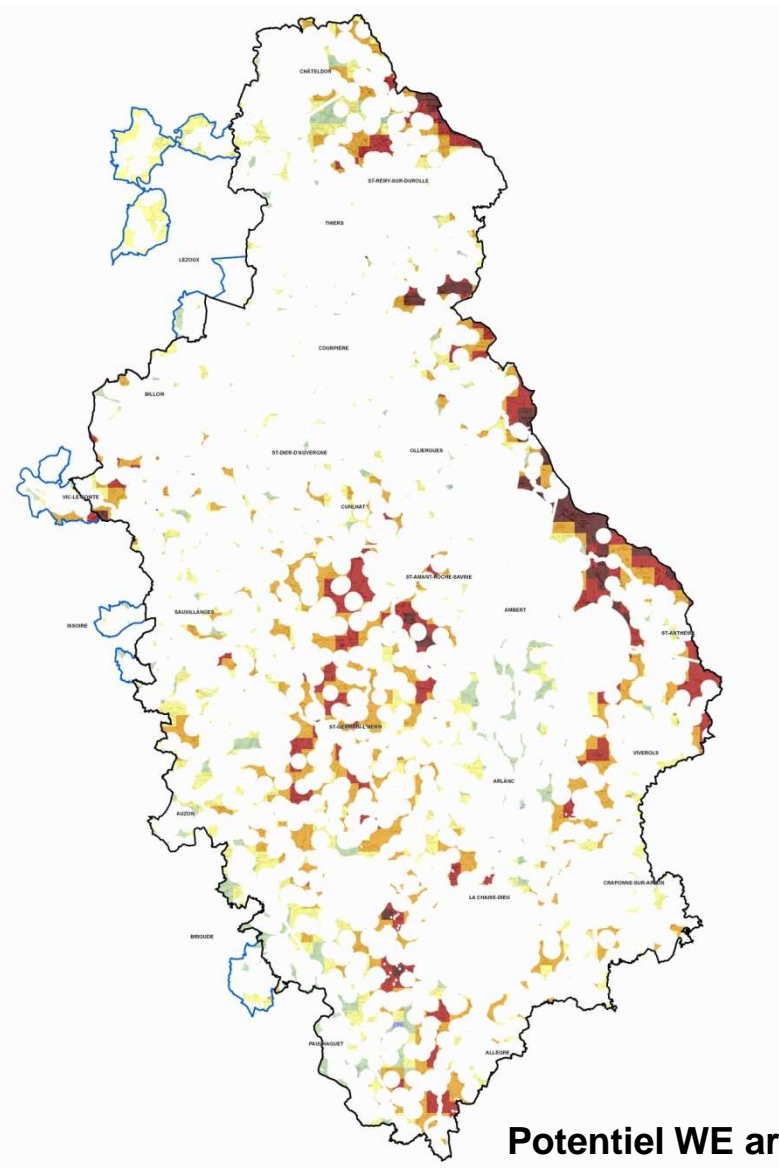 CHÂTELDON
ST-RÉMY-SUR-DUROLLE
THIERS
LEZOUX
COURPIÈRE
BILLOM
ST-DIER-D'AUVERGNE
OLLIERGUES
VIC-LE-COMTE
CUNLHAT
ST-AMANT-ROCHE-SAVINE
SAUXILLANGES
AMBERT
ISSOIRE
ST-ANTHÈME
ST-GERMAIN-L'HERM
VIVEROLS
ARLANC
AUZON
CRAPONNE-SUR-ARZON
LA CHAISE-DIEU
BRIOUDE
PAULHAGUET
ALLÈGRE
Potentiel WE ar